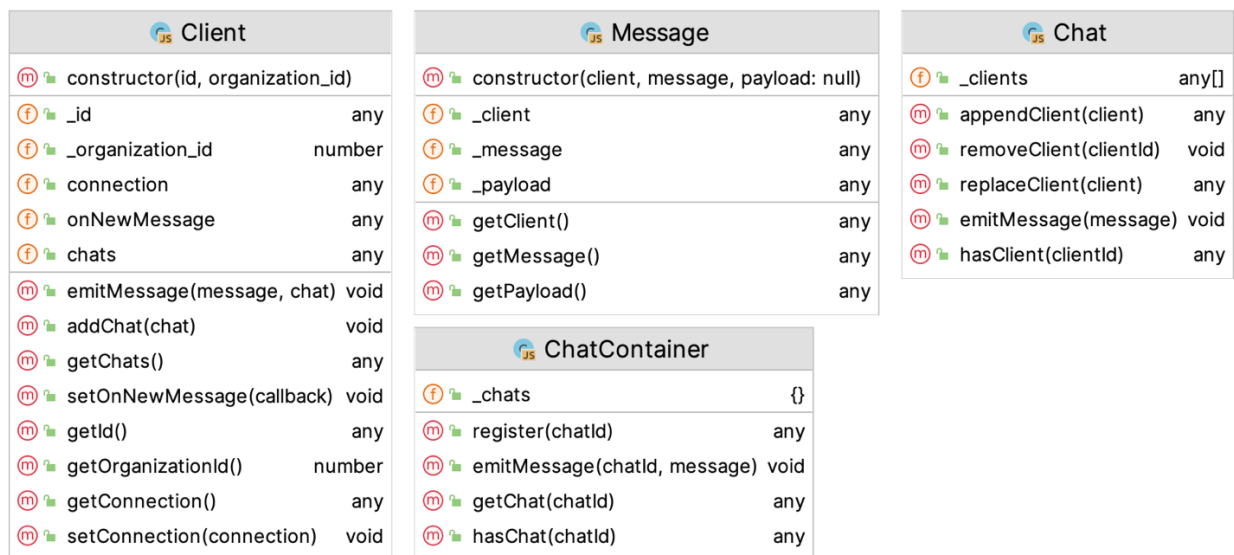 Client
constructor(id, organization_id)
_id any
_organization_id number
connection any
onNewMessage any
chats any
emitMessage(message, chat) void
addChat(chat) void
getChats() any
setOnNewMessage(callback) void
getId() any
getOrganizationId() number
getConnection() any
setConnection(connection) void
Message
constructor(client, message, payload: null)
_client any
_message any
_payload any
getClient() any
getMessage() any
getPayload() any
ChatContainer
_chats {}
register(chatId) any
emitMessage(chatId, message) void
getChat(chatId) any
hasChat(chatId) any
Chat
_clients any[]
appendClient(client) any
removeClient(clientId) void
replaceClient(client) any
emitMessage(message) void
hasClient(clientId) any